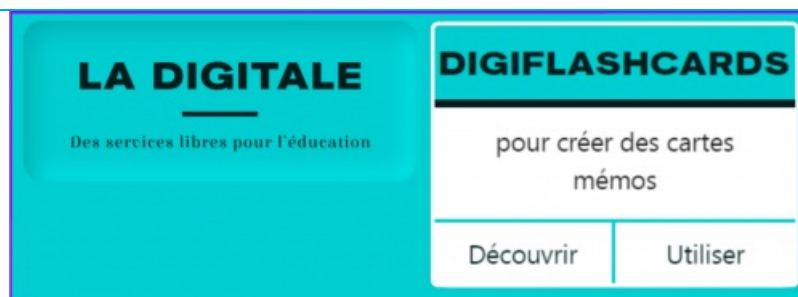 LA DIGITALE
Des services libres pour l'éducation
DIGIFLASHCARDS
pour créer des cartes
mémos
Découvrir
Utiliser